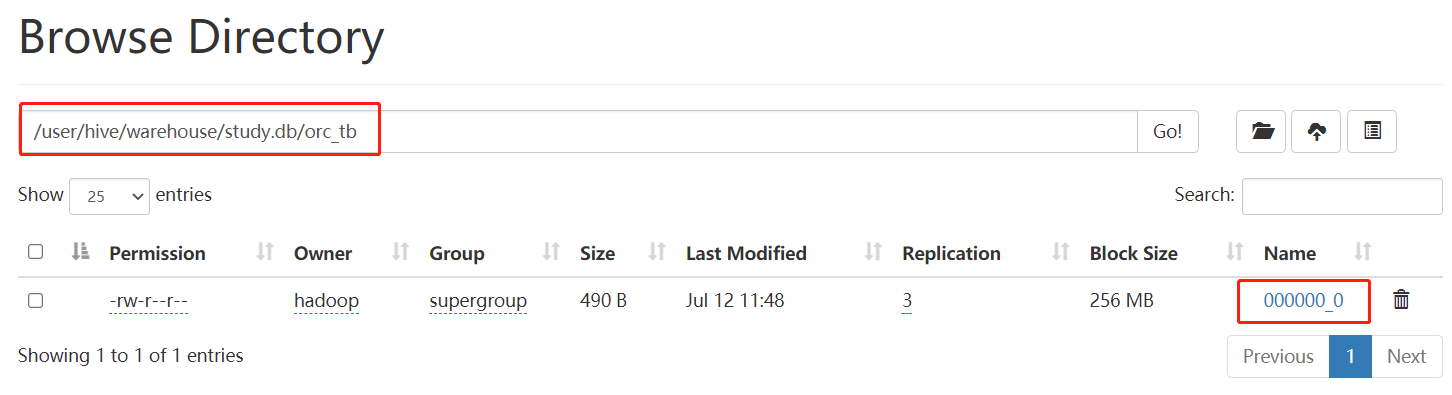 Browse Directory
/user/hive/warehouse/study.db/orc_tb Go!
Show 25 entries Search:
Permission Owner Group Size Last Modified Replication Block Size Name
-rw-r--r-- hadoop supergroup 490 B Jul 12 11:48 3 256 MB 000000_0
Showing 1 to 1 of 1 entries Previous 1 Next